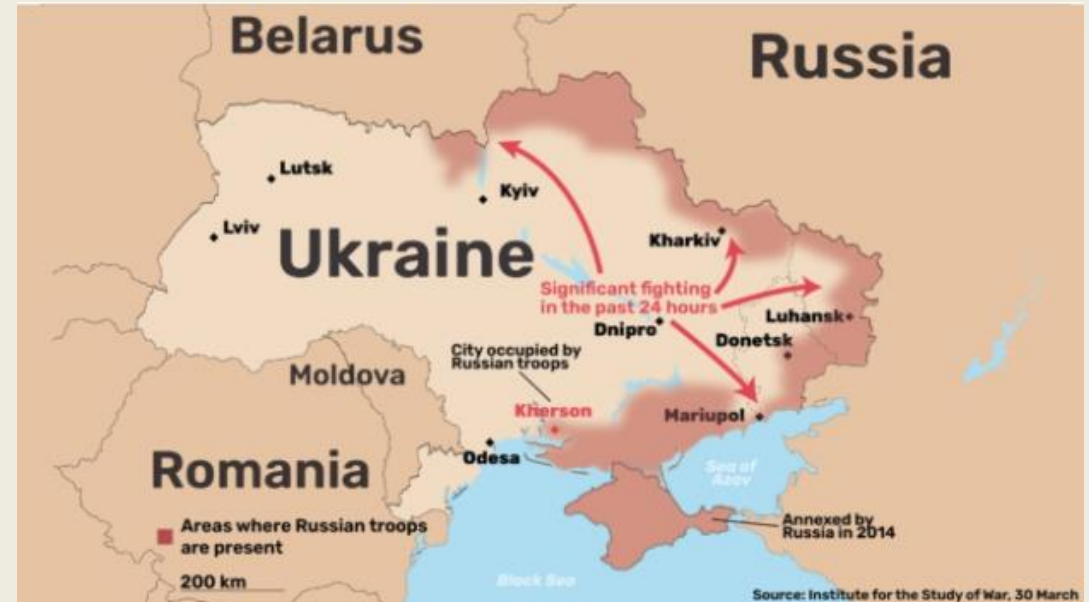 Belarus
Russia
Lutsk
Kyiv
Lviv
Ukraine
Kharkiv
Significant fighting
in the past 24 hours
Luhansk
Dnipro
Donetsk
City occupied by
Russian troops
Moldova
Kherson
Mariupol
Odesa
Romania
Sea of
Azov
Areas where Russian troops
are present
Annexed by
Russia in 2014
200 km
Black Sea
Source: Institute for the Study of War, 30 March